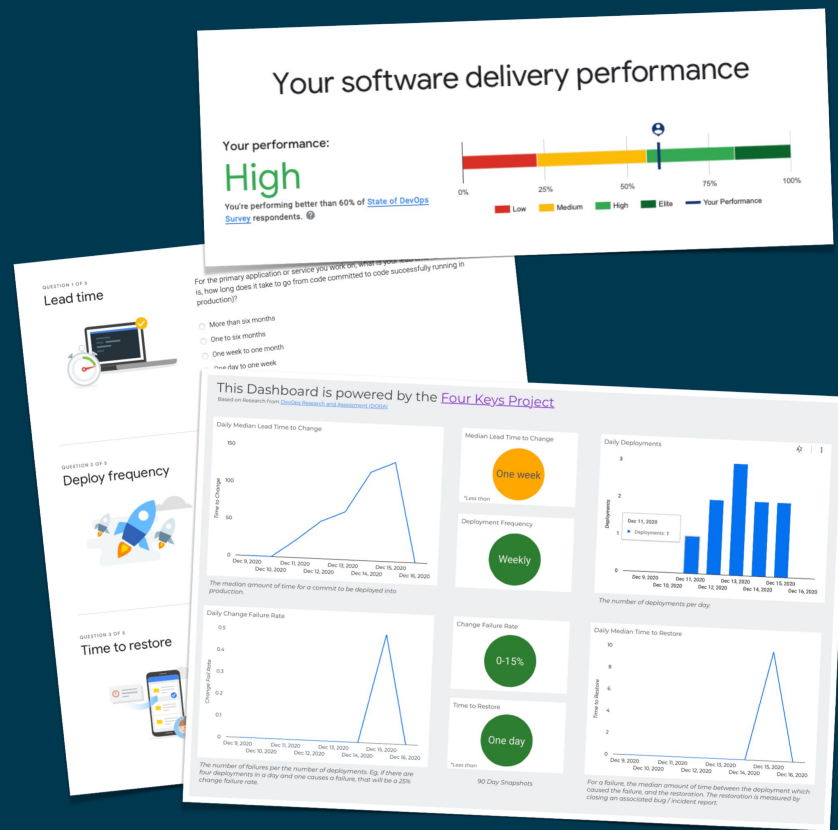 Your software delivery performance
Your performance:
High
You're performing better than 60% of State of DevOps
Survey respondents.
0%
25%
50%
75%
100%
Low
Medium
High
Elite
Your Performance
QUESTION 1 OF 5
Lead time
For the primary application or service you work on, what is your lead time
is, how long does it take to go from code committed to code successfully running in
production)?
More than six months
One to six months
One week to one month
One day to one week
QUESTION 2 OF 5
Deploy frequency
QUESTION 3 OF 5
Time to restore
This Dashboard is powered by the Four Keys Project
Based on Research from DevOps Research and Assessment (DORA)
Daily Median Lead Time to Change
150
100
50
0
Time to Change
Dec 9, 2020
Dec 10, 2020
Dec 11, 2020
Dec 12, 2020
Dec 13, 2020
Dec 14, 2020
Dec 15, 2020
Dec 16, 2020
The median amount of time for a commit to be deployed into
production.
Median Lead Time to Change
One week
*Less than
Deployment Frequency
Weekly
Daily Deployments
3
2
1
0
Deployments
Dec 11, 2020
Deployments: 1
Dec 9, 2020
Dec 10, 2020
Dec 11, 2020
Dec 12, 2020
Dec 13, 2020
Dec 14, 2020
Dec 15, 2020
Dec 16, 2020
The number of deployments per day.
Daily Change Failure Rate
0.5
0.4
0.3
0.2
0.1
0
Change Fail Rate
Dec 9, 2020
Dec 10, 2020
Dec 11, 2020
Dec 12, 2020
Dec 13, 2020
Dec 14, 2020
Dec 15, 2020
Dec 16, 2020
The number of failures per the number of deployments. Eg, if there are
four deployments in a day and one causes a failure, that will be a 25%
change failure rate.
Change Failure Rate
0-15%
Time to Restore
One day
*Less than
90 Day Snapshots
Daily Median Time to Restore
10
8
6
4
2
0
Time to Restore
Dec 9, 2020
Dec 10, 2020
Dec 11, 2020
Dec 12, 2020
Dec 13, 2020
Dec 14, 2020
Dec 15, 2020
Dec 16, 2020
For a failure, the median amount of time between the deployment which
caused the failure, and the restoration. The restoration is measured by
closing an associated bug / incident report.